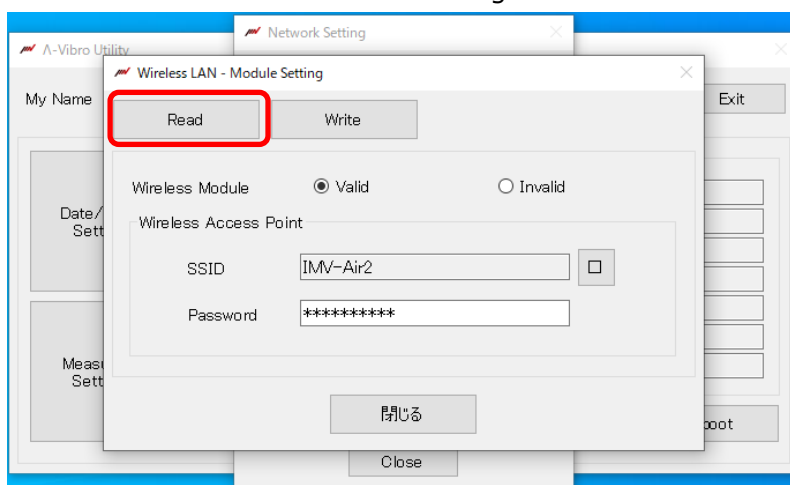 Network Setting
Λ-Vibro Utility
Wireless LAN - Module Setting
My Name
Exit
Read
Write
Wireless Module
Valid
Invalid
Date/
Sett
Wireless Access Point
SSID
IMV-Air2
Password
**********
Meas
Sett
閉じる
oot
Close